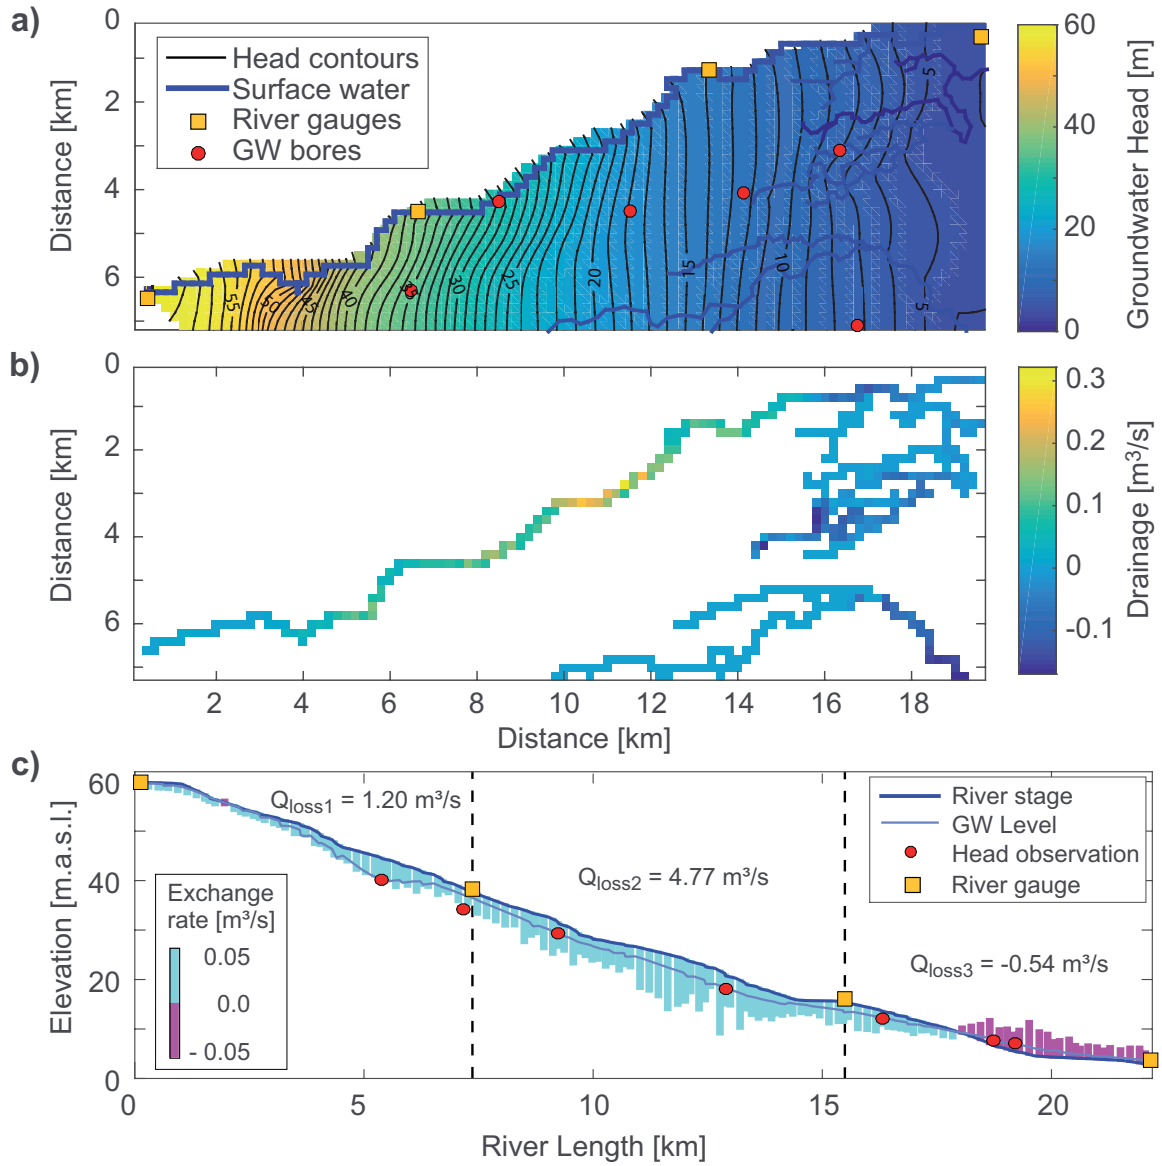 a)
0
2
4
6
Distance [km]
Head contours
Surface water
River gauges
GW bores
55
50
45
40
35
30
25
20
15
10
5
5
60
40
20
0
Groundwater Head [m]
b)
0
2
4
6
Distance [km]
2
4
6
8
10
12
14
16
18
Distance [km]
0.3
0.2
0.1
0
-0.1
Drainage [m³/s]
c)
60
40
20
0
Elevation [m.a.s.l.]
Qloss1 = 1.20 m³/s
Qloss2 = 4.77 m³/s
Qloss3 = -0.54 m³/s
River stage
GW Level
Head observation
River gauge
Exchange
rate [m³/s]
0.05
0.0
- 0.05
0
5
10
15
20
River Length [km]